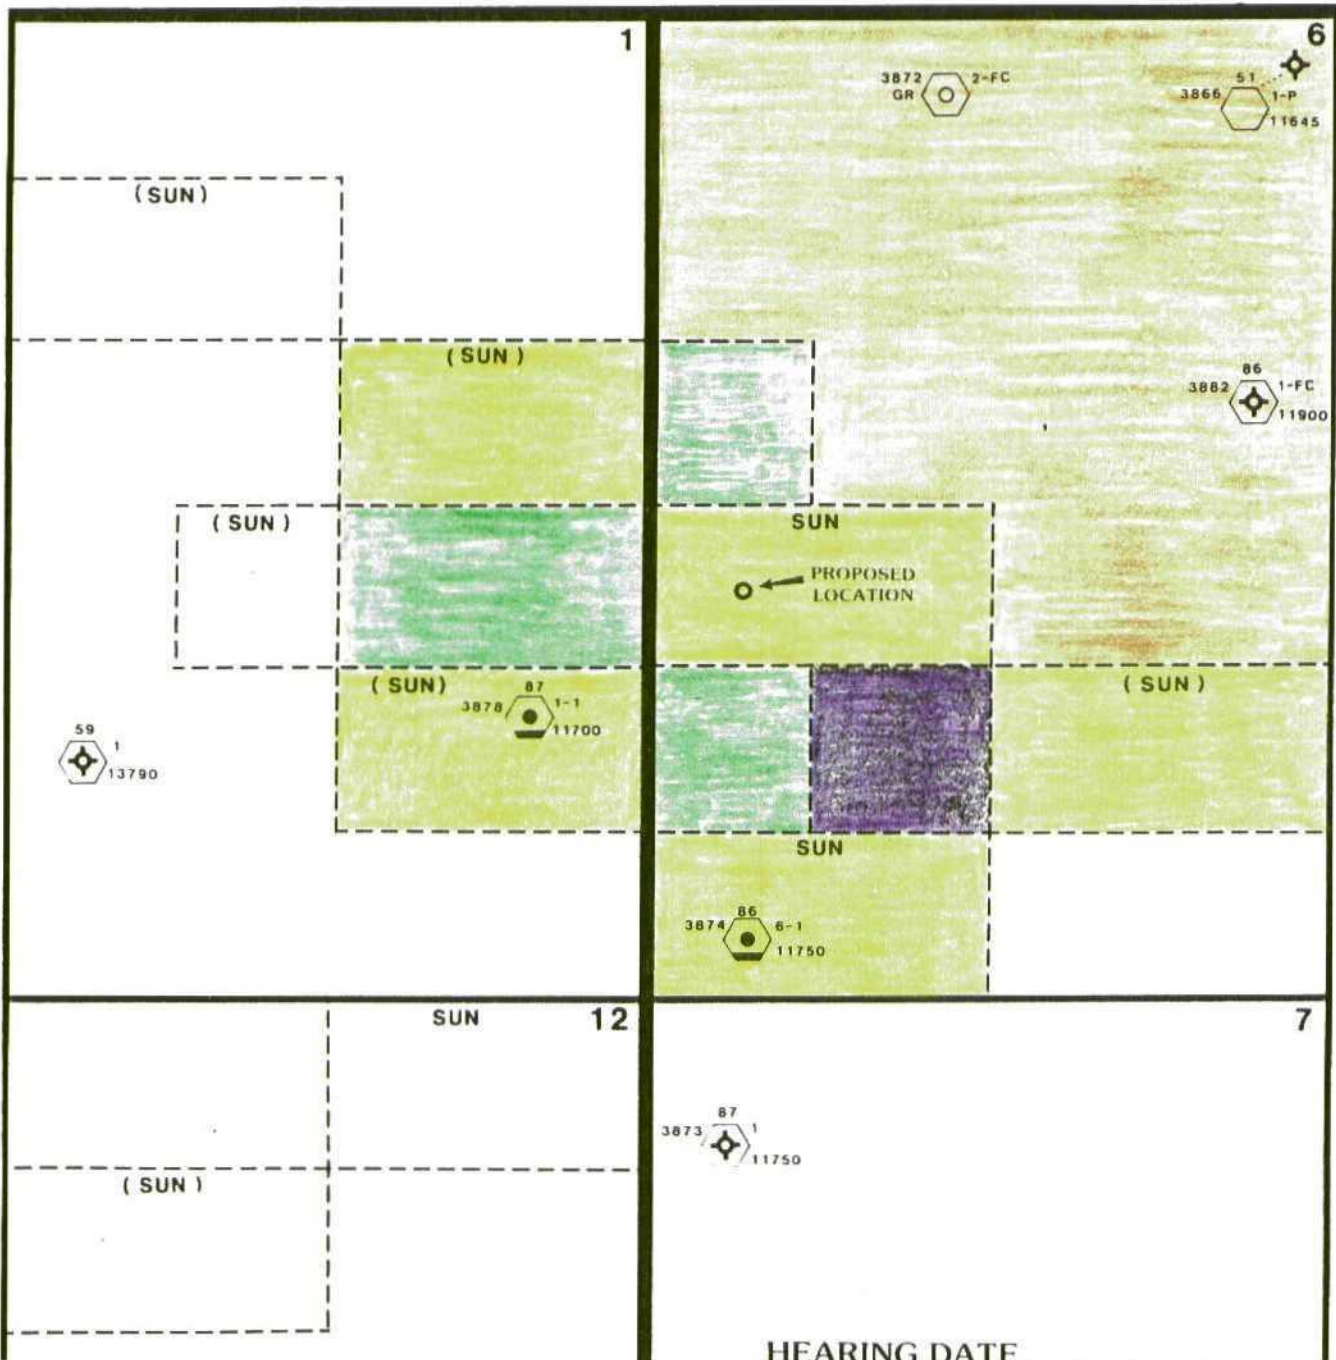 1
6
3872 2-FC
GR
51
3866 1-P
11645
(SUN)
(SUN)
86
3882 1-FC
11900
(SUN)
SUN
PROPOSED
LOCATION
(SUN)
87
3878 1-1
11700
(SUN)
59
1
13790
SUN
86
3874 6-1
11750
SUN
12
7
87
3873 1
11750
(SUN)
HEARING DATE